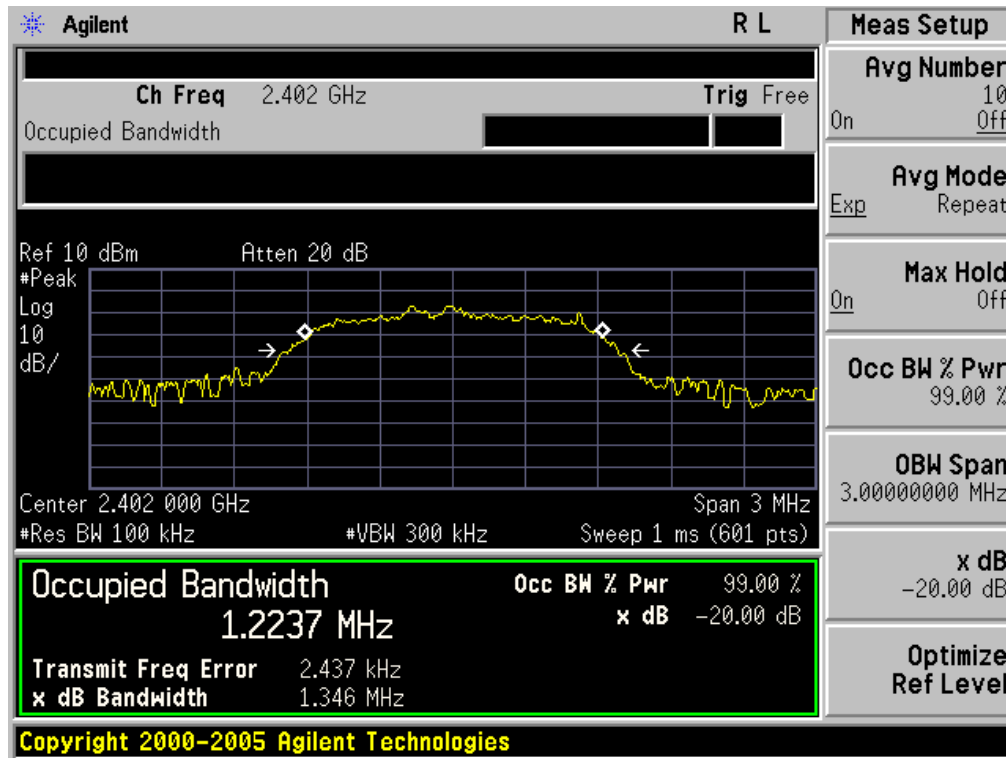 Agilent R L
Ch Freq 2.402 GHz Trig Free
Occupied Bandwidth
Ref 10 dBm Atten 20 dB
#Peak
Log
10
dB/
Center 2.402 000 GHz Span 3 MHz
#Res BW 100 kHz #VBW 300 kHz Sweep 1 ms (601 pts)
Occupied Bandwidth Occ BW % Pwr 99.00 %
1.2237 MHz x dB -20.00 dB
Transmit Freq Error 2.437 kHz
x dB Bandwidth 1.346 MHz
Copyright 2000-2005 Agilent Technologies
Meas Setup
Avg Number
10
On Off
Avg Mode
Exp Repeat
Max Hold
On Off
Occ BW % Pwr
99.00 %
OBW Span
3.00000000 MHz
x dB
-20.00 dB
Optimize
Ref Level